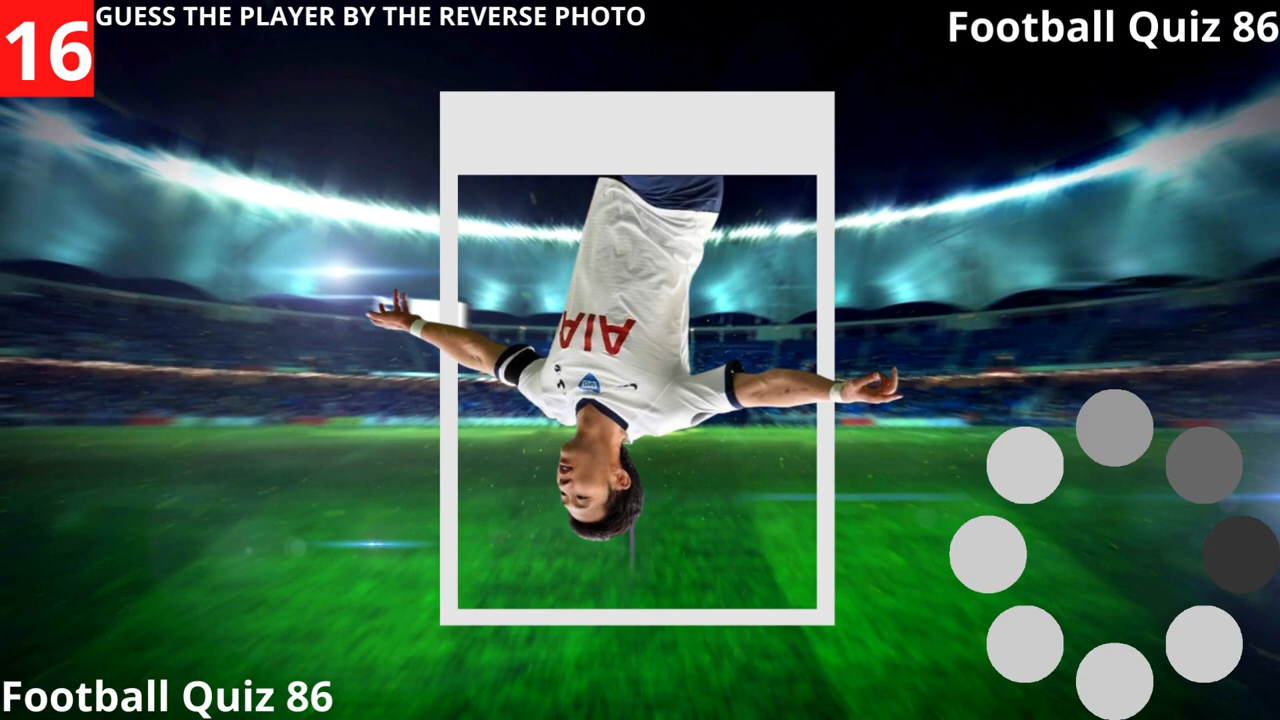 16
GUESS THE PLAYER BY THE REVERSE PHOTO
Football Quiz 86
AIA
Football Quiz 86